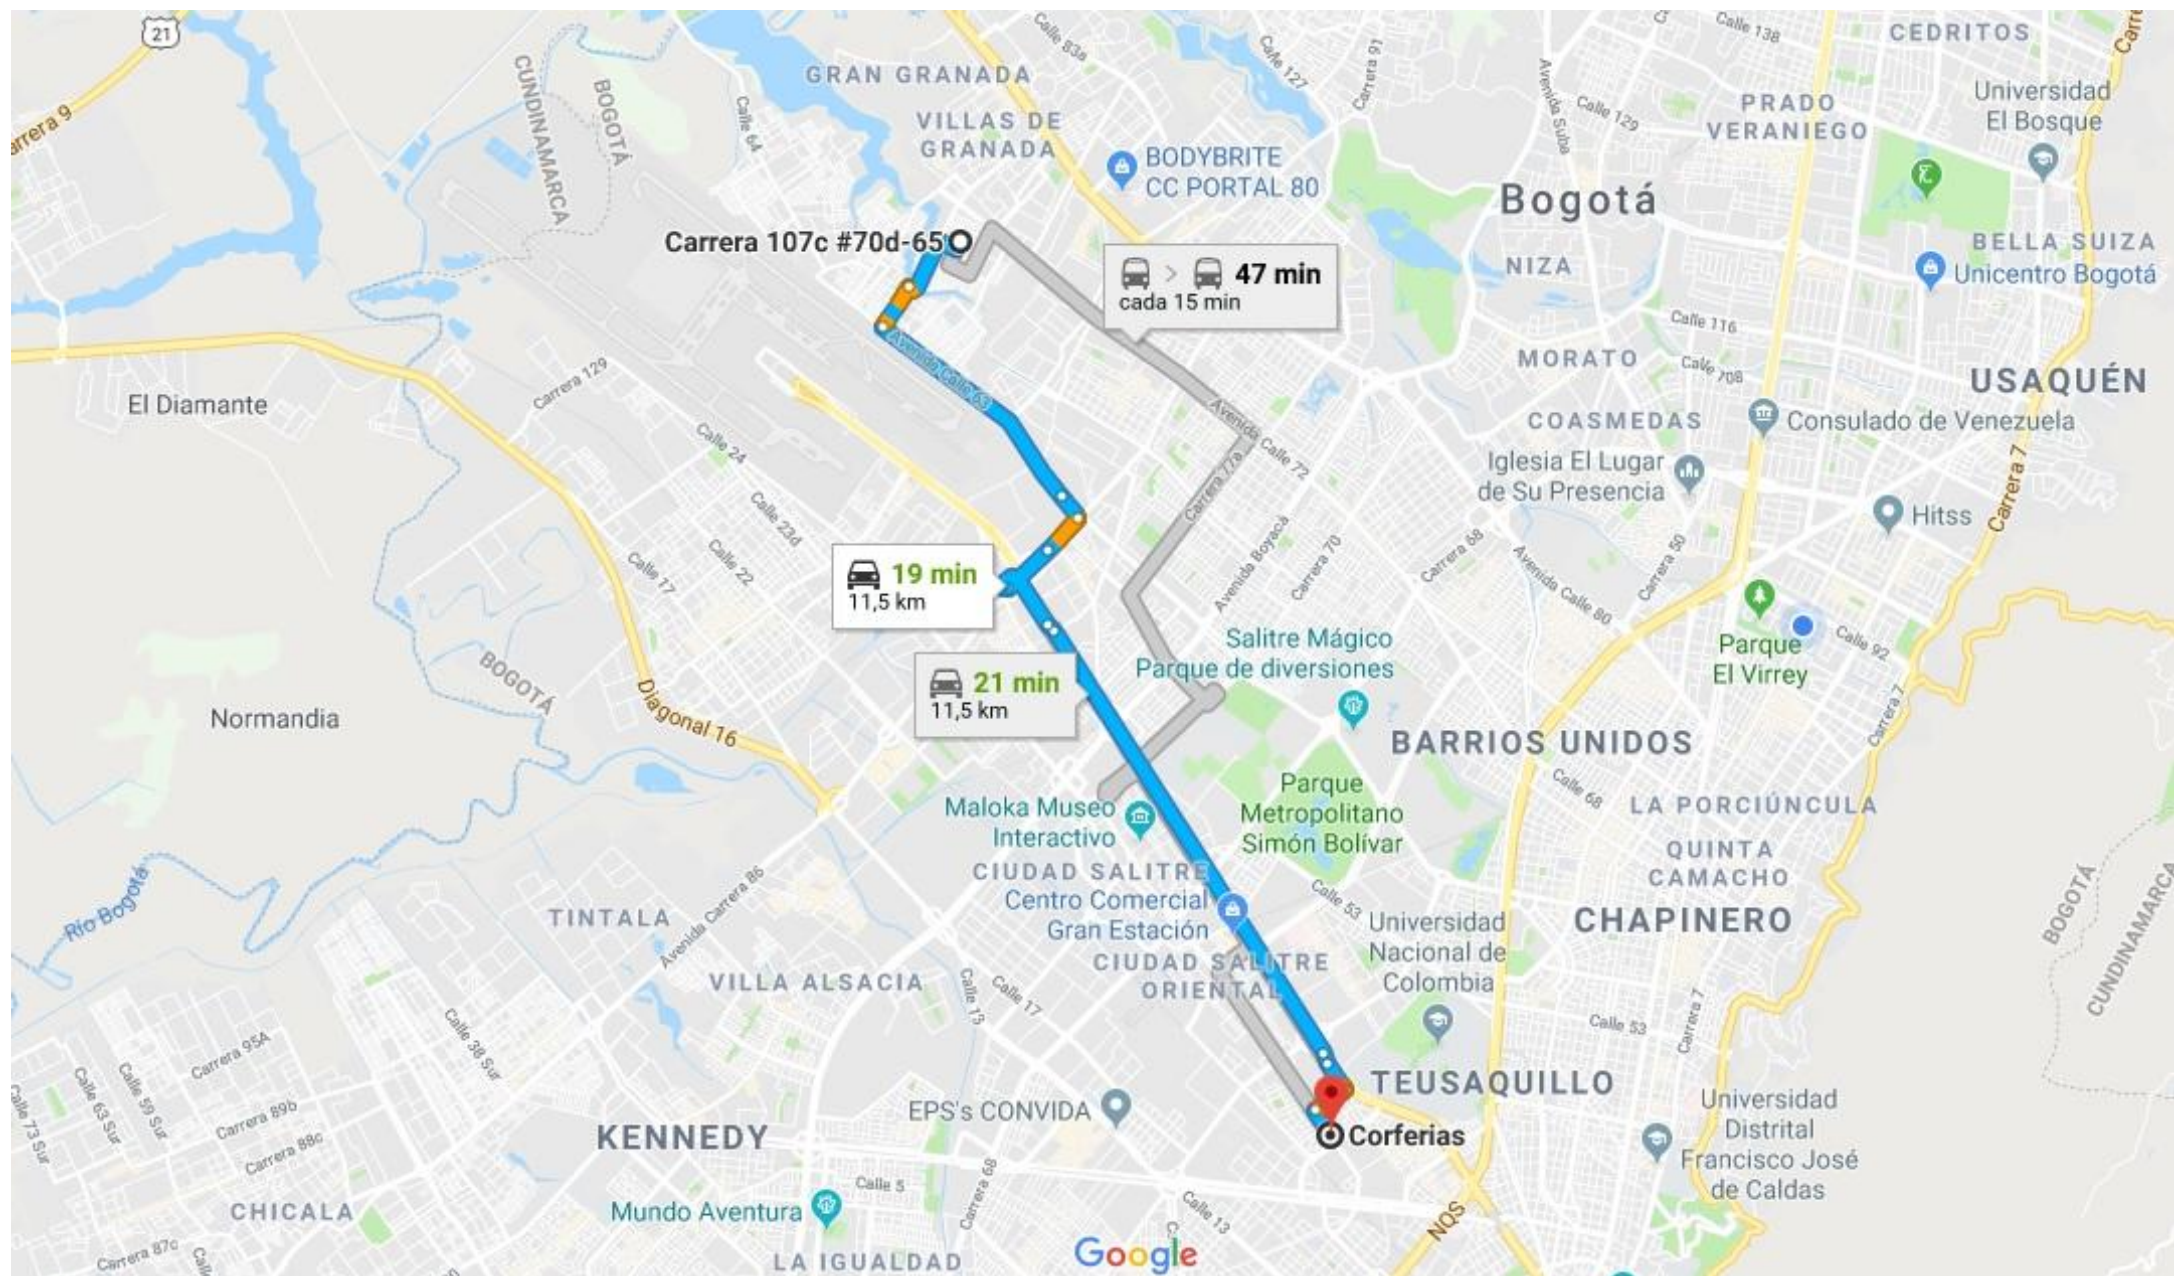 21
Calle 83a
Calle 127
Carrera 91
Calle 138
CEDRITOS
Carre
GRAN GRANADA
CUNDINAMARCA
BOGOTÁ
Calle 64
Avenida Suba
Calle 129
PRADO
VERANIEGO
Universidad
El Bosque
arrera 9
VILLAS DE
GRANADA
BODYBRITE
CC PORTAL 80
Bogotá
Carrera 107c #70d-65
47 min
cada 15 min
NIZA
BELLA SUIZA
Unicentro Bogotá
Calle 116
Avenida Calle 63
MORATO
Calle 70B
USAQUÉN
El Diamante
Carrera 129
Avenida Calle 72
COASMEDAS
Consulado de Venezuela
Calle 24
Carrera 77a
Iglesia El Lugar
de Su Presencia
Carrera 7
Calle 23d
Hitss
Calle 22
Calle 17
Avenida Boyacá
Carrera 70
Carrera 68
Avenida Calle 80
Carrera 50
19 min
11,5 km
Salitre Mágico
Parque de diversiones
Parque
El Virrey
Calle 92
BOGOTÁ
21 min
11,5 km
Normandia
Diagonal 16
BARRIOS UNIDOS
Carrera 7
Parque
Metropolitano
Simón Bolívar
Calle 68
LA PORCIÚNCULA
Maloka Museo
Interactivo
QUINTA
CAMACHO
CIUDAD SALITRE
Centro Comercial
Gran Estación
Calle 53
Río Bogotá
TINTALA
Avenida Carrera 86
Universidad
Nacional de
Colombia
CHAPINERO
BOGOTÁ
CUNDINAMARCA
CIUDAD SALITRE
ORIENTAL
VILLA ALSACIA
Calle 13
Calle 17
Calle 38 Sur
Calle 53
Carrera 7
Carrera 95A
Calle 63 Sur
Calle 59 Sur
Calle 73 Sur
TEUSAQUILLO
EPS's CONVIDA
Carrera 89b
Carrera 88c
KENNEDY
Corferias
Universidad
Distrital
Francisco José
de Caldas
Calle 5
Carrera 68
Calle 13
CHICALA
Mundo Aventura
NQS
Carrera 87c
Call
C
LA IGUALDAD
Google